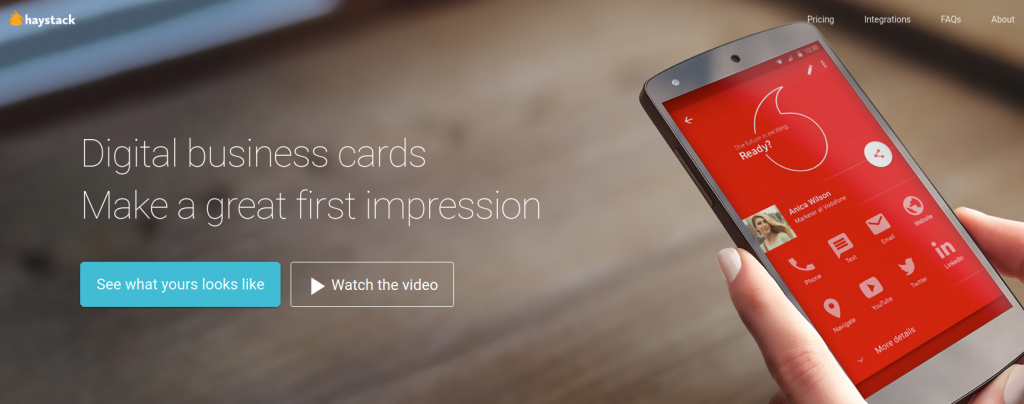 haystack
Pricing
Integrations
FAQs
About
10:30
The future is exciting.
Ready?
Digital business cards
Make a great first impression
Anica Wilson
Marketer at Vodafone
See what yours looks like
Watch the video
Phone
Text
Email
Website
Navigate
YouTube
Twitter
LinkedIn
More details